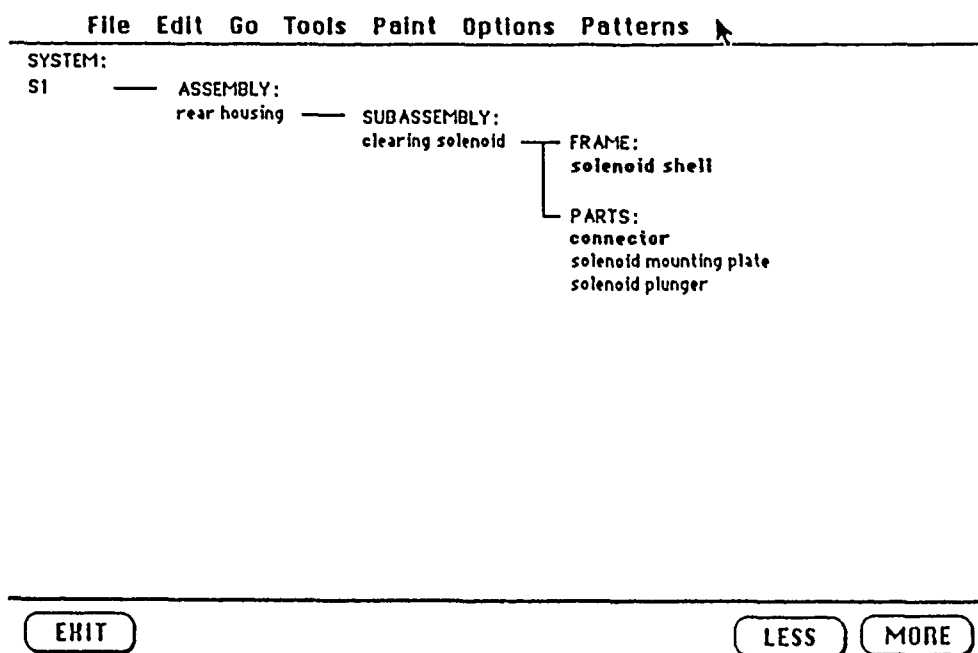 File Edit Go Tools Paint Options Patterns
SYSTEM:
S1
ASSEMBLY:
rear housing
SUBASSEMBLY:
clearing solenoid
FRAME:
solenoid shell
PARTS:
connector
solenoid mounting plate
solenoid plunger
EXIT
LESS
MORE